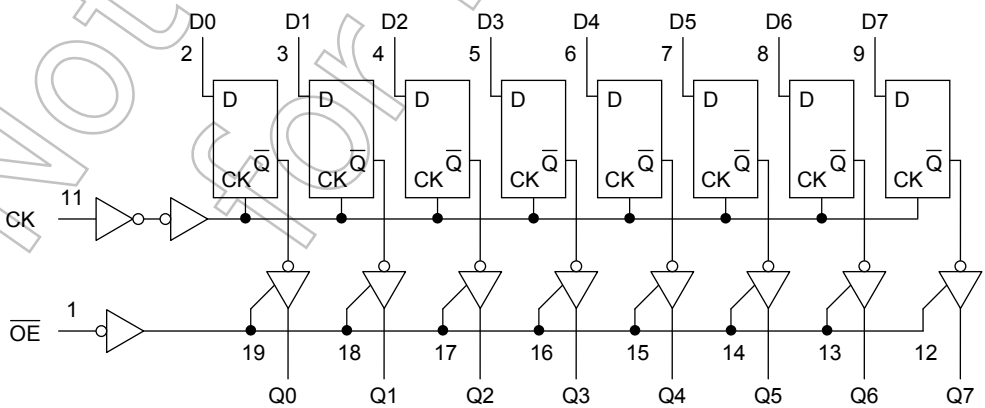 D0 D1 D2 D3 D4 D5 D6 D7
2 3 4 5 6 7 8 9
D D D D D D D D
Q̅ Q̅ Q̅ Q̅ Q̅ Q̅ Q̅ Q̅
CK CK CK CK CK CK CK CK
11
CK
1
O̅E̅
19 18 17 16 15 14 13 12
Q0 Q1 Q2 Q3 Q4 Q5 Q6 Q7
Not
for